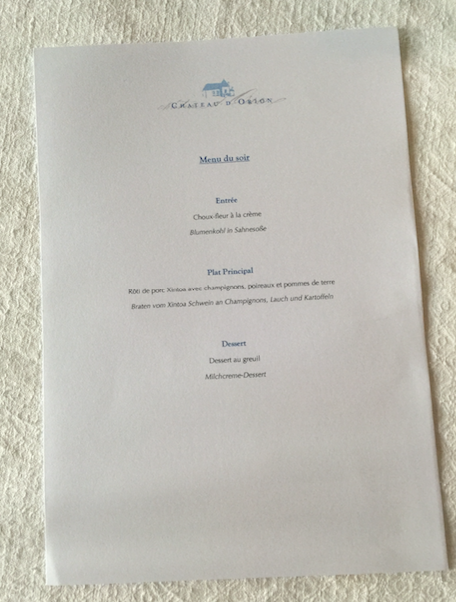 CHATEAU D'ORION
Menu du soir
Entrée
Choux-fleur à la crème
Blumenkohl in Sahnesoße
Plat Principal
Rôti de porc Xintoa avec champignons, poireaux et pommes de terre
Braten vom Xintoa Schwein an Champignons, Lauch und Kartoffeln
Dessert
Dessert au greuil
Milchcreme-Dessert